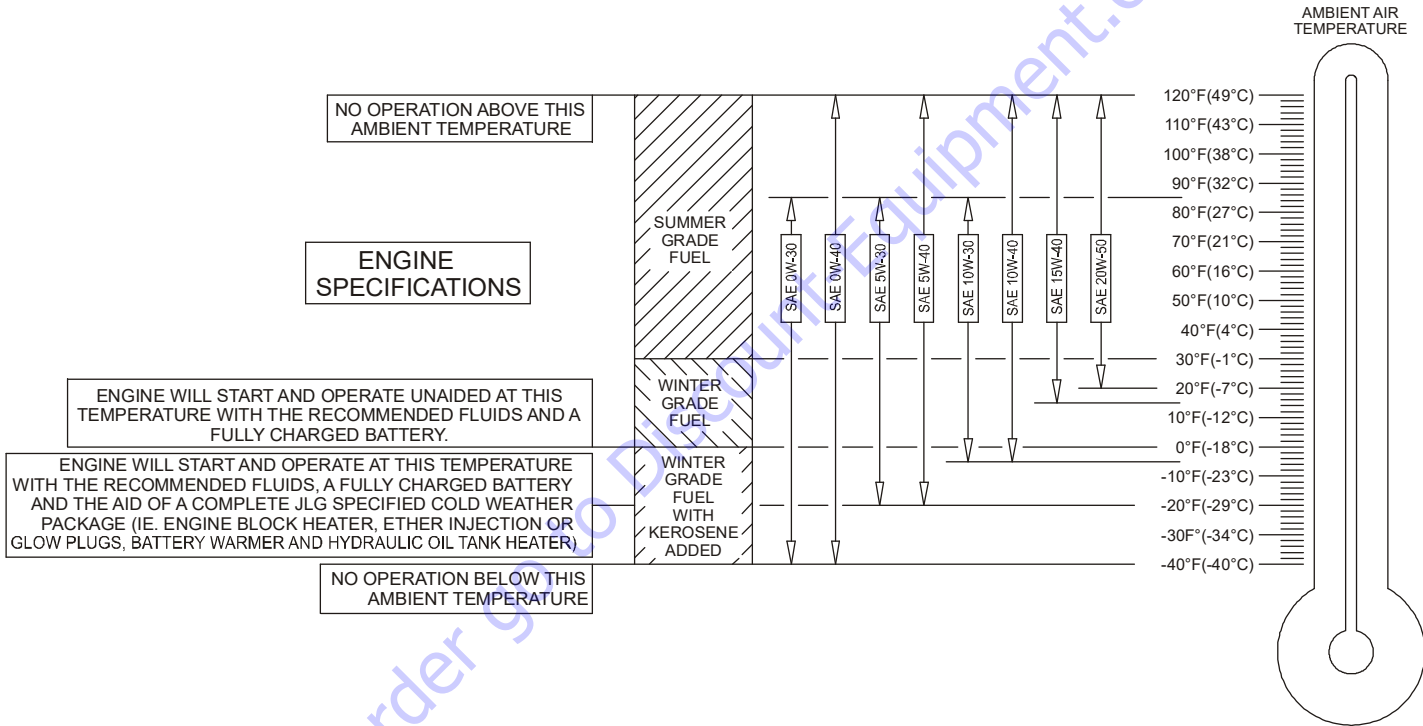 AMBIENT AIR
TEMPERATURE
NO OPERATION ABOVE THIS
AMBIENT TEMPERATURE
ENGINE
SPECIFICATIONS
ENGINE WILL START AND OPERATE UNAIDED AT THIS
TEMPERATURE WITH THE RECOMMENDED FLUIDS AND A
FULLY CHARGED BATTERY.
ENGINE WILL START AND OPERATE AT THIS TEMPERATURE
WITH THE RECOMMENDED FLUIDS, A FULLY CHARGED BATTERY
AND THE AID OF A COMPLETE JLG SPECIFIED COLD WEATHER
PACKAGE (IE. ENGINE BLOCK HEATER, ETHER INJECTION OR
GLOW PLUGS, BATTERY WARMER AND HYDRAULIC OIL TANK HEATER)
NO OPERATION BELOW THIS
AMBIENT TEMPERATURE
SUMMER
GRADE
FUEL
WINTER
GRADE
FUEL
WINTER
GRADE
FUEL
WITH
KEROSENE
ADDED
SAE 0W-30
SAE 0W-40
SAE 5W-30
SAE 5W-40
SAE 10W-30
SAE 10W-40
SAE 15W-40
SAE 20W-50
120°F(49°C)
110°F(43°C)
100°F(38°C)
90°F(32°C)
80°F(27°C)
70°F(21°C)
60°F(16°C)
50°F(10°C)
40°F(4°C)
30°F(-1°C)
20°F(-7°C)
10°F(-12°C)
0°F(-18°C)
-10°F(-23°C)
-20°F(-29°C)
-30F°(-34°C)
-40°F(-40°C)
rder go to Discount-Equipment.c